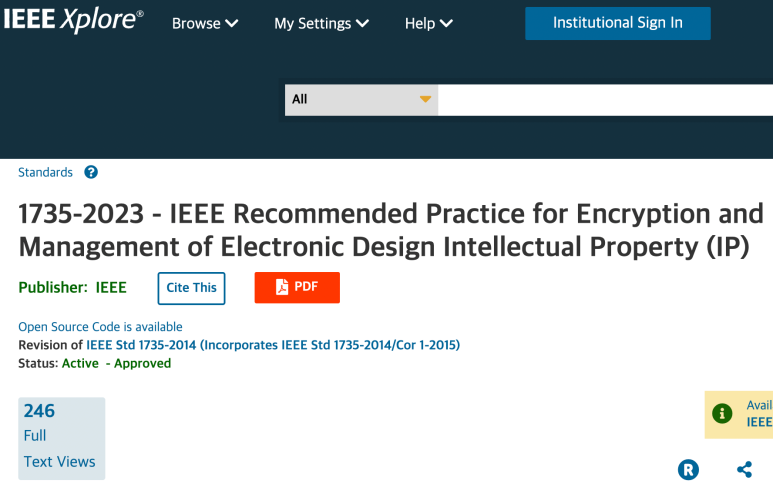 IEEE Xplore®
Browse
My Settings
Help
Institutional Sign In
All
Standards ?
1735-2023 - IEEE Recommended Practice for Encryption and
Management of Electronic Design Intellectual Property (IP)
Publisher: IEEE
Cite This
PDF
Open Source Code is available
Revision of IEEE Std 1735-2014 (Incorporates IEEE Std 1735-2014/Cor 1-2015)
Status: Active - Approved
246
Full
Text Views
Avail
IEEE
R